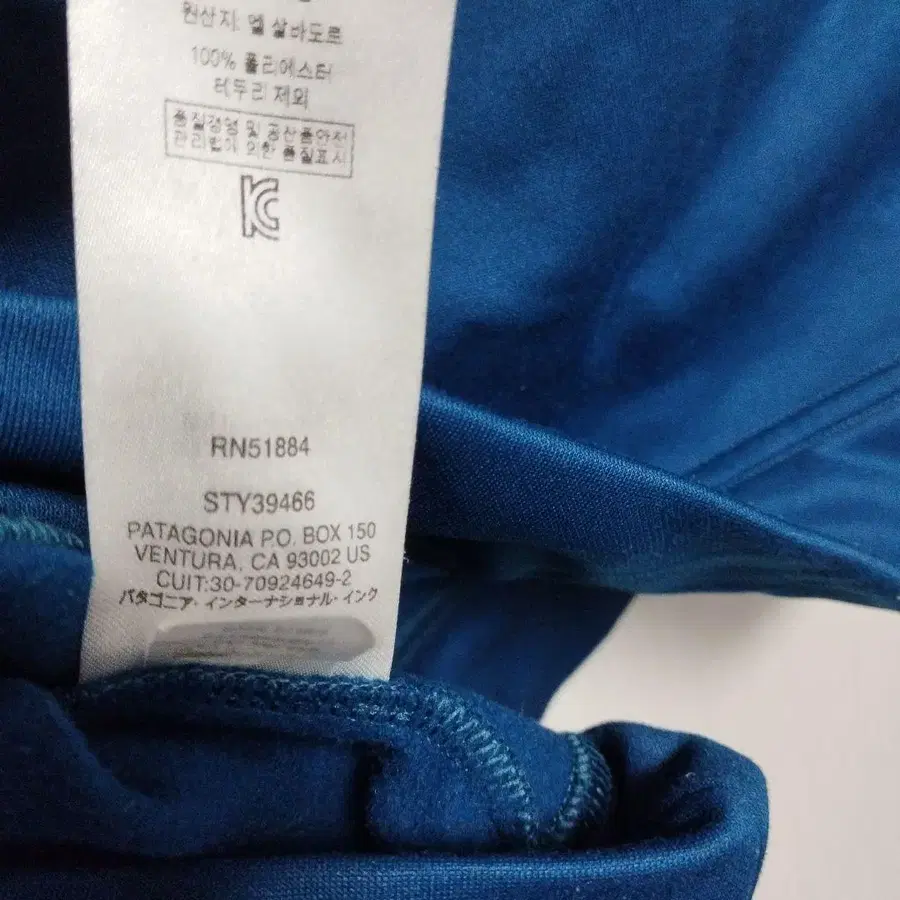 원산지: 엘 살바도르
100% 폴리에스터
테두리 제외
품질경영 및 공산품안전
관리법에 의한 품질표시
RN51884
STY39466
PATAGONIA P.O. BOX 150
VENTURA, CA 93002 US
CUIT:30-70924649-2
パタゴニア・インターナショナル・インク